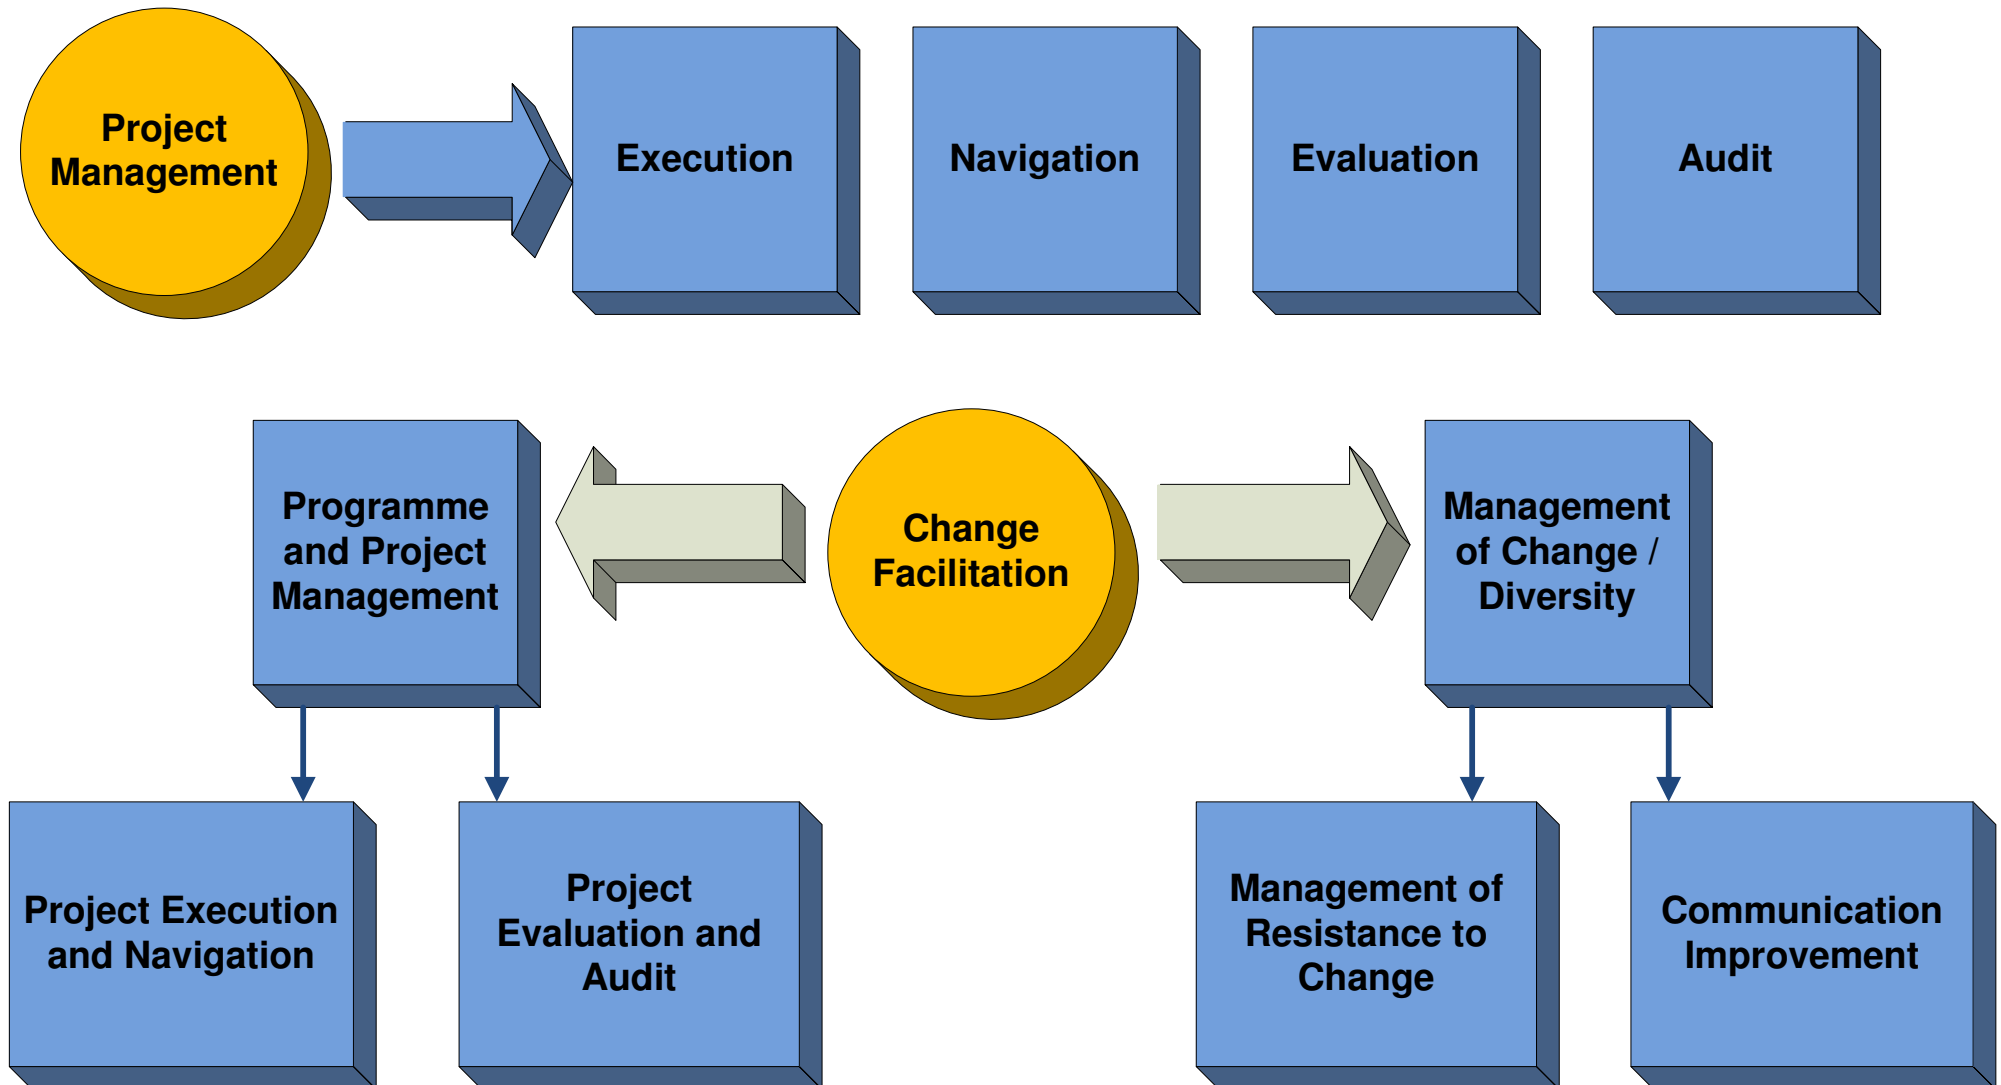 Project
Management
Execution
Navigation
Evaluation
Audit
Programme
and Project
Management
Change
Facilitation
Management
of Change /
Diversity
Project Execution
and Navigation
Project
Evaluation and
Audit
Management of
Resistance to
Change
Communication
Improvement